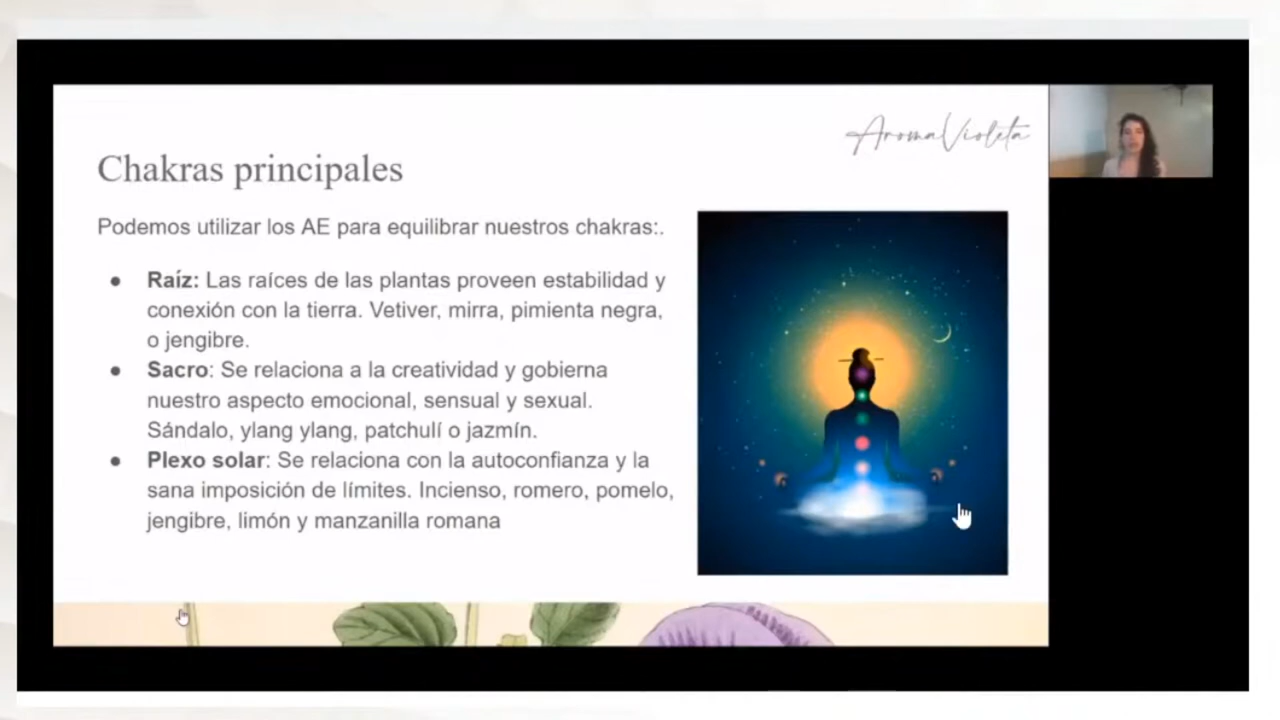 AromaVioleta
Chakras principales
Podemos utilizar los AE para equilibrar nuestros chakras:.
● Raíz: Las raíces de las plantas proveen estabilidad y
conexión con la tierra. Vetiver, mirra, pimienta negra,
o jengibre.
● Sacro: Se relaciona a la creatividad y gobierna
nuestro aspecto emocional, sensual y sexual.
Sándalo, ylang ylang, patchulí o jazmín.
● Plexo solar: Se relaciona con la autoconfianza y la
sana imposición de límites. Incienso, romero, pomelo,
jengibre, limón y manzanilla romana